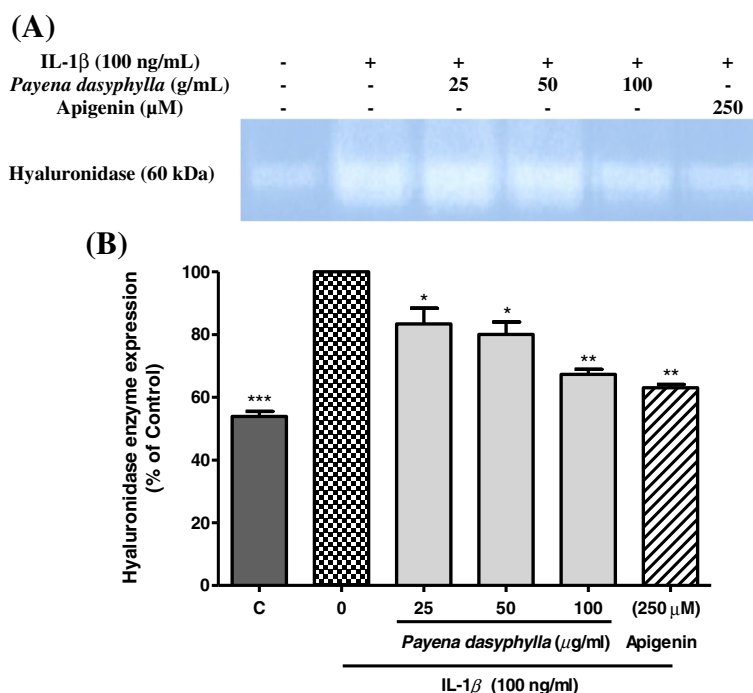 (A)
IL-1β (100 ng/mL) - + + + + +
Payena dasyphylla (g/mL) - - 25 50 100 -
Apigenin (µM) - - - - - 250
Hyaluronidase (60 kDa)
(B)
Hyaluronidase enzyme expression
(% of Control)
100
80
60
40
20
0
***
*
*
**
**
C 0 25 50 100 (250 µM)
Payena dasyphylla (µg/ml) Apigenin
IL-1β (100 ng/ml)